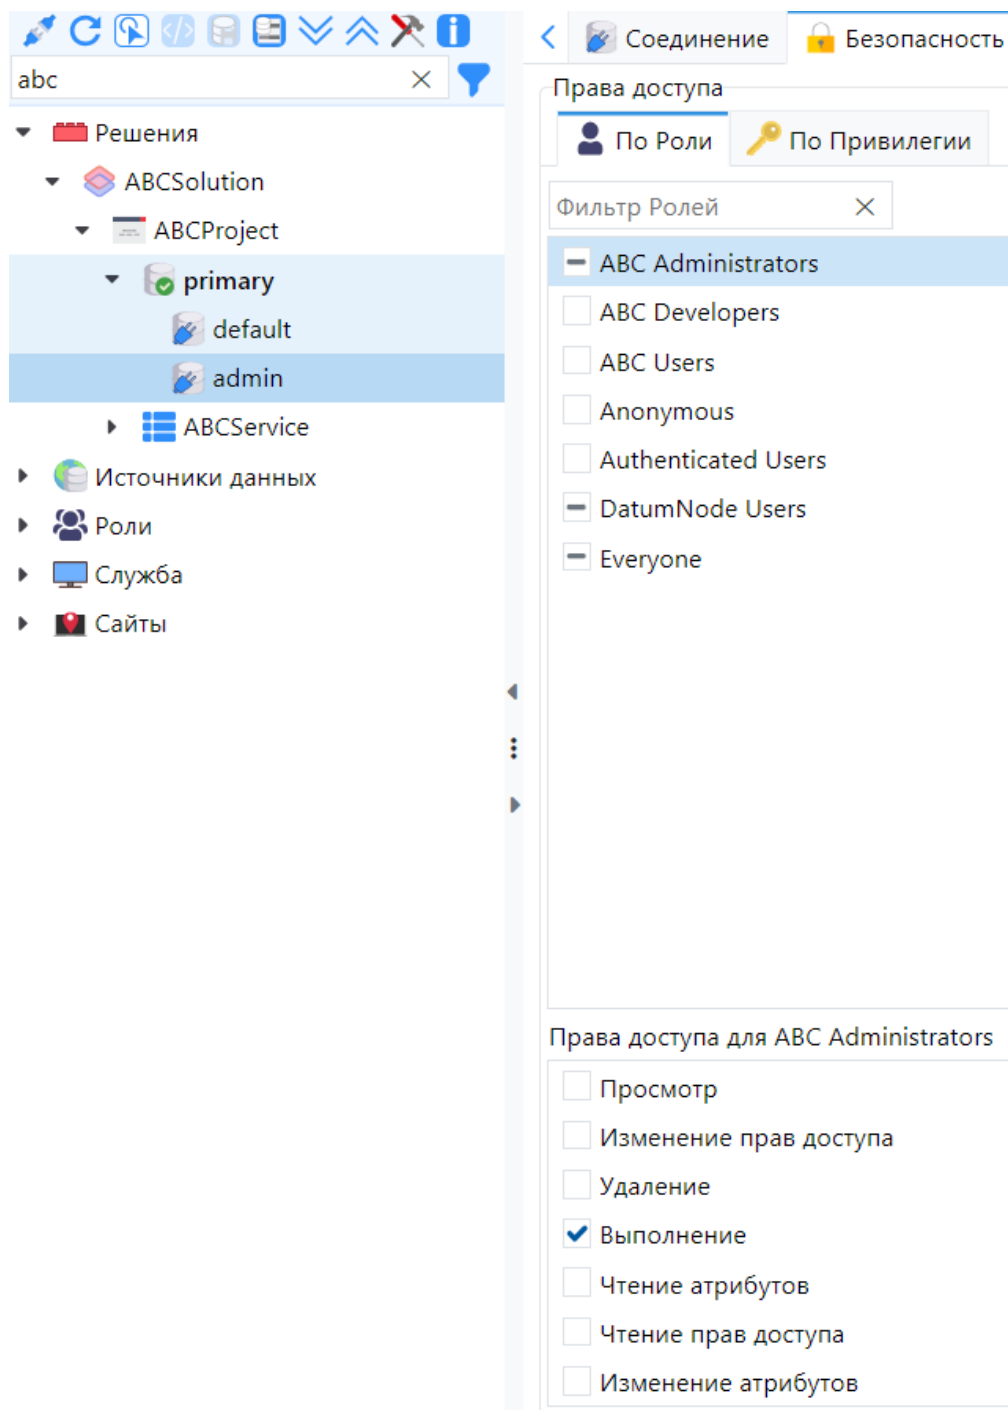 abc
Решения
ABCSolution
ABCProject
primary
default
admin
ABCService
Источники данных
Роли
Служба
Сайты
Соединение
Безопасность
Права доступа
По Роли
По Привилегии
Фильтр Ролей
ABC Administrators
ABC Developers
ABC Users
Anonymous
Authenticated Users
DatumNode Users
Everyone
Права доступа для ABC Administrators
Просмотр
Изменение прав доступа
Удаление
Выполнение
Чтение атрибутов
Чтение прав доступа
Изменение атрибутов